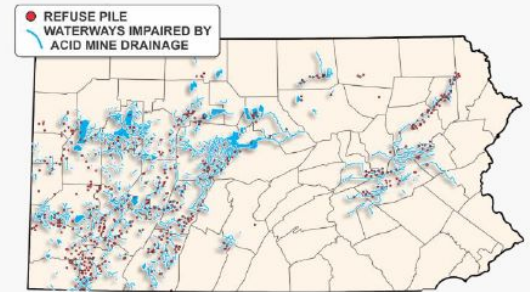 REFUSE PILE
WATERWAYS IMPAIRED BY
ACID MINE DRAINAGE